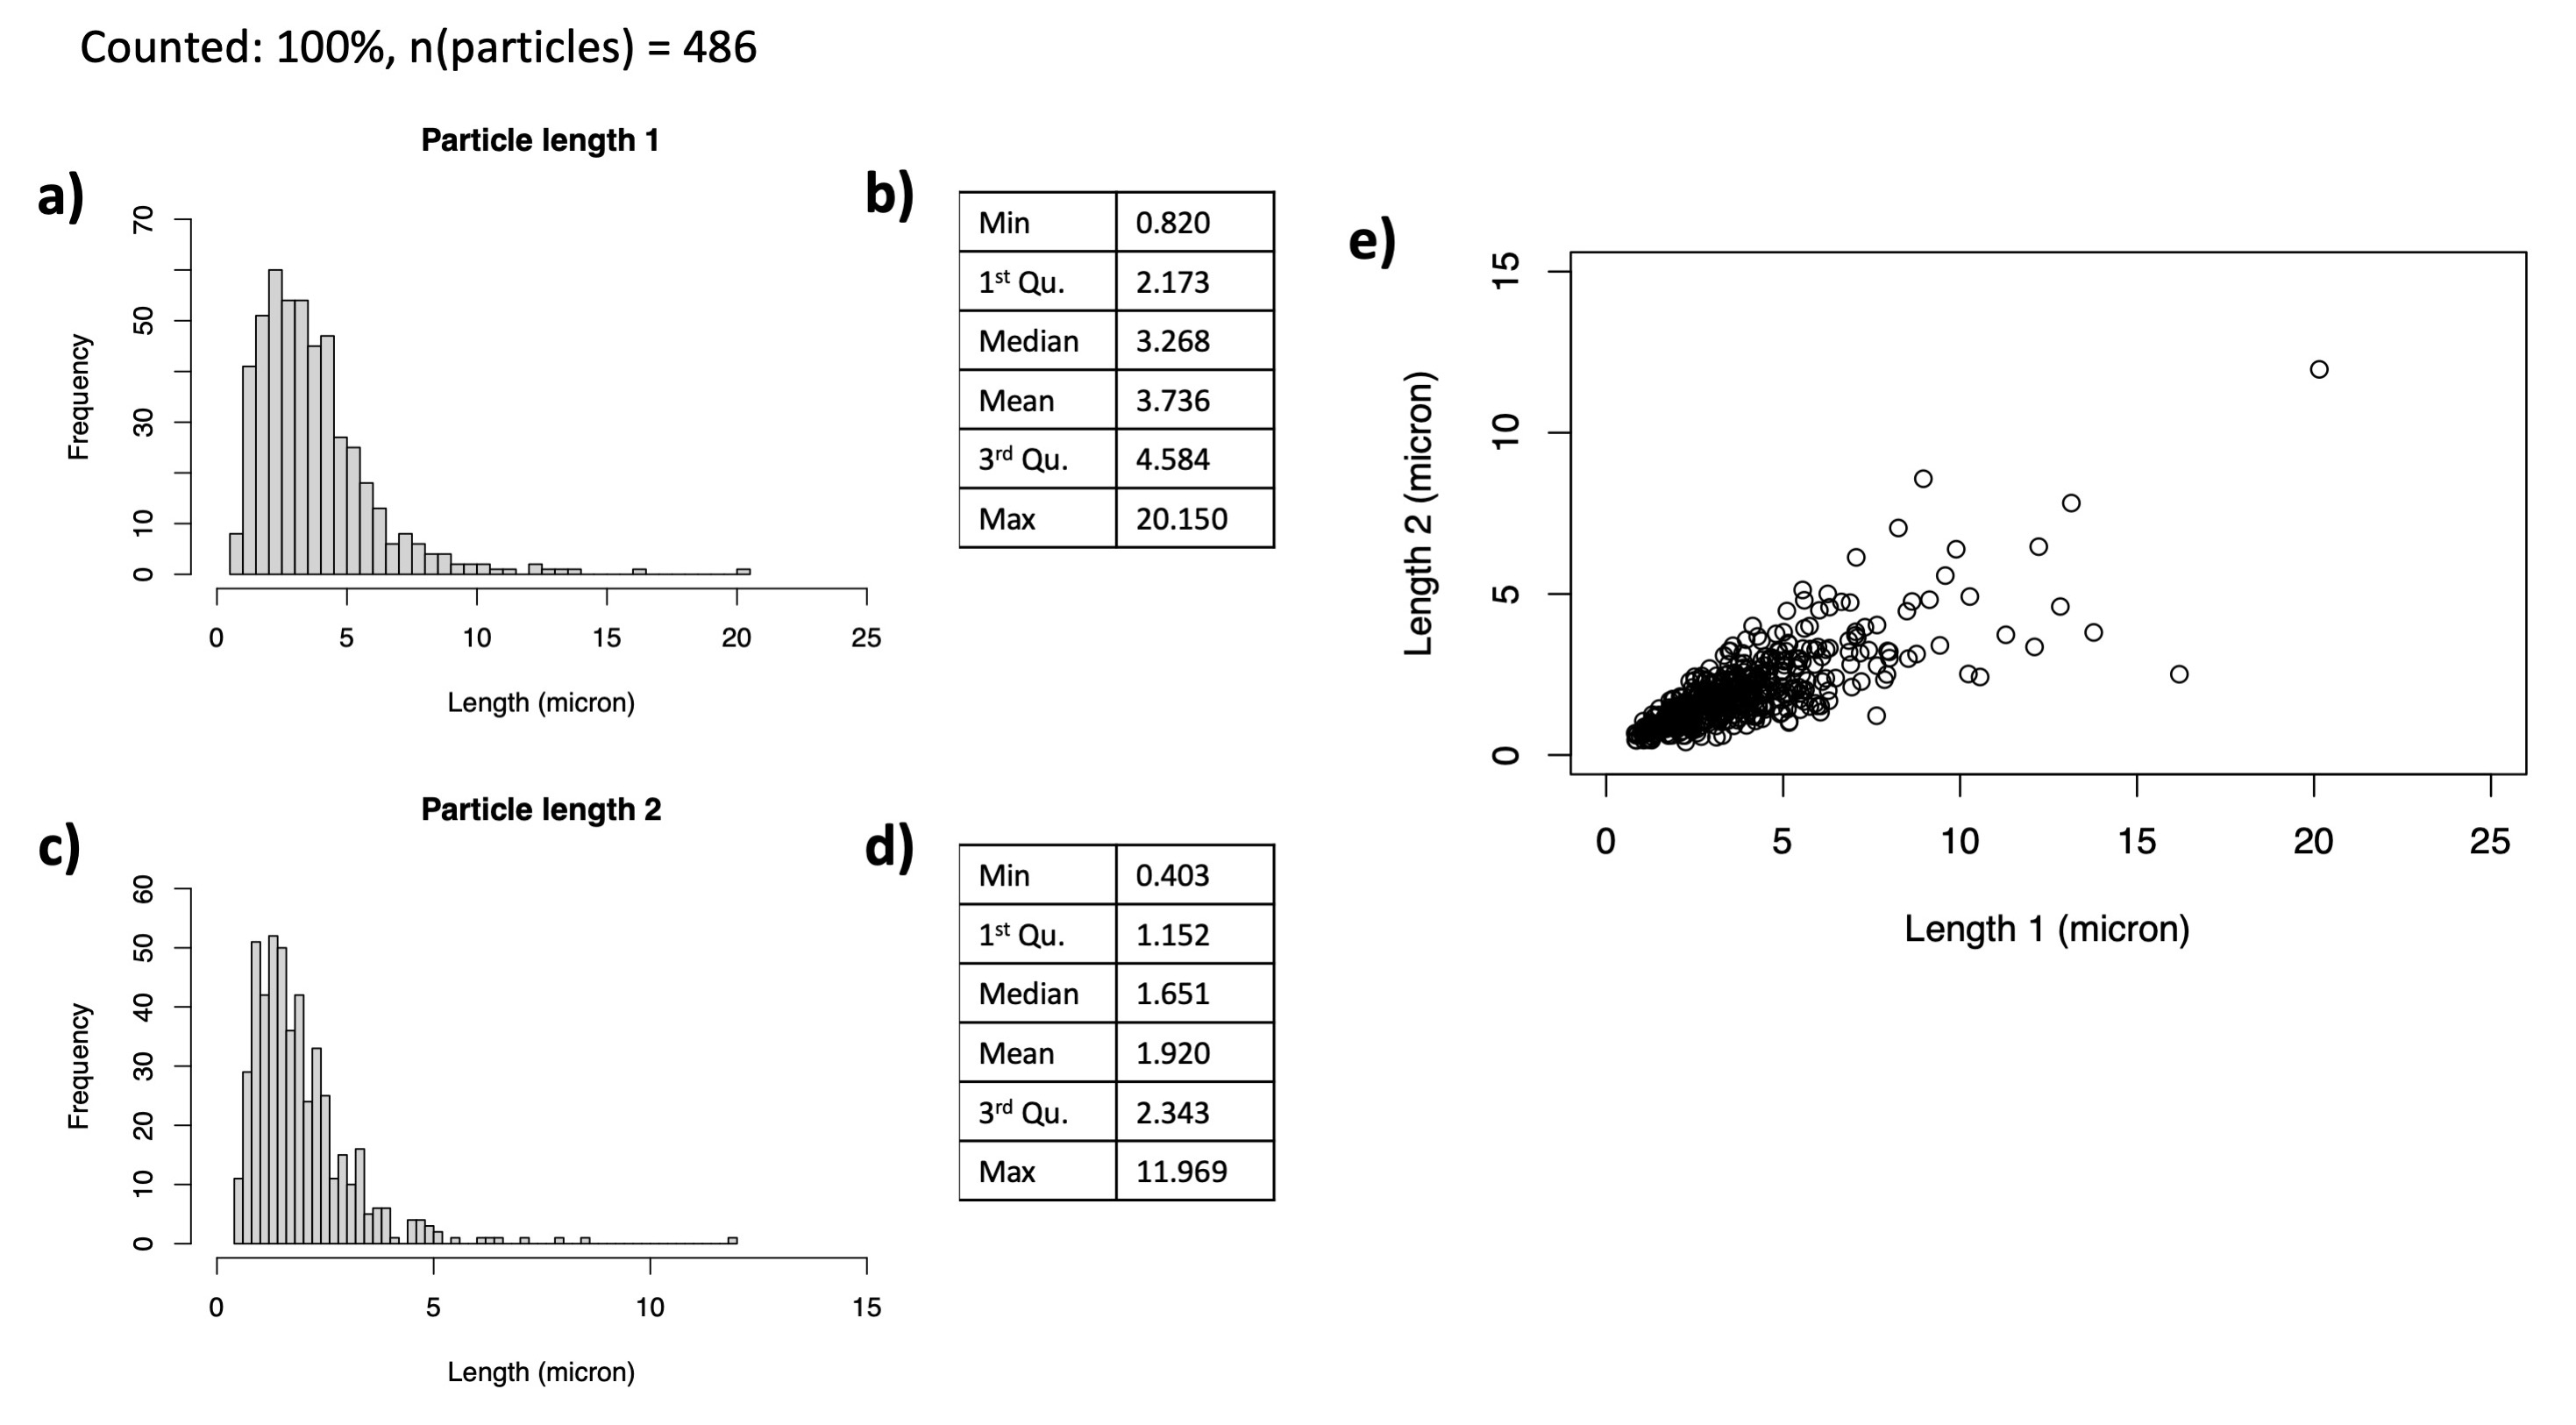 Counted: 100%, n(particles) = 486
Particle length 1
a)
70
50
30
10
0
Frequency
0 5 10 15 20 25
Length (micron)
b)
Min 0.820
1st Qu. 2.173
Median 3.268
Mean 3.736
3rd Qu. 4.584
Max 20.150
Particle length 2
c)
60
50
40
30
20
10
0
Frequency
0 5 10 15
Length (micron)
d)
Min 0.403
1st Qu. 1.152
Median 1.651
Mean 1.920
3rd Qu. 2.343
Max 11.969
e)
15
10
5
0
Length 2 (micron)
0 5 10 15 20 25
Length 1 (micron)